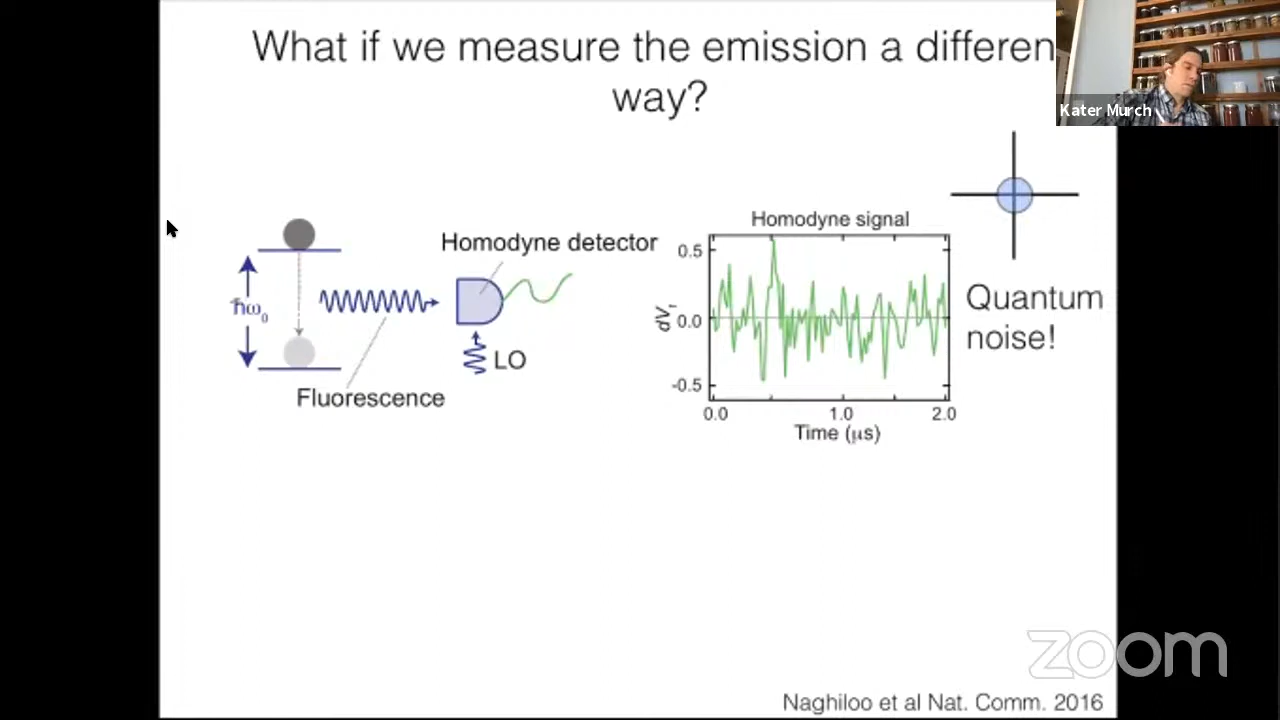 What if we measure the emission a differen
way?
Kater Murch
Homodyne signal
Homodyne detector
0.5
ħω0
dVt
0.0
Quantum
noise!
LO
-0.5
Fluorescence
0.0 1.0 2.0
Time (μs)
zoom
Naghiloo et al Nat. Comm. 2016